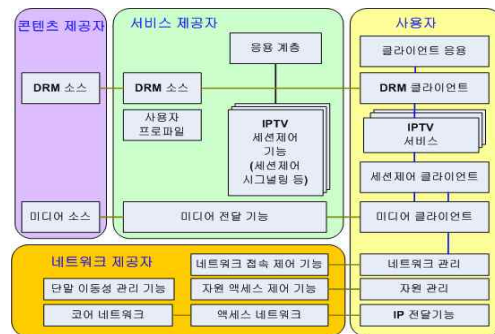 콘텐츠 제공자
DRM 소스
미디어 소스
서비스 제공자
응용 계층
DRM 소스
사용자
프로파일
IPTV
세션제어
기능
(세션제어
시그널링 등)
미디어 전달 기능
사용자
클라이언트 응용
DRM 클라이언트
IPTV
서비스
세션제어 클라이언트
미디어 클라이언트
네트워크 관리
자원 관리
IP 전달기능
네트워크 제공자
네트워크 접속 제어 기능
단말 이동성 관리 기능
자원 액세스 제어 기능
코어 네트워크
액세스 네트워크